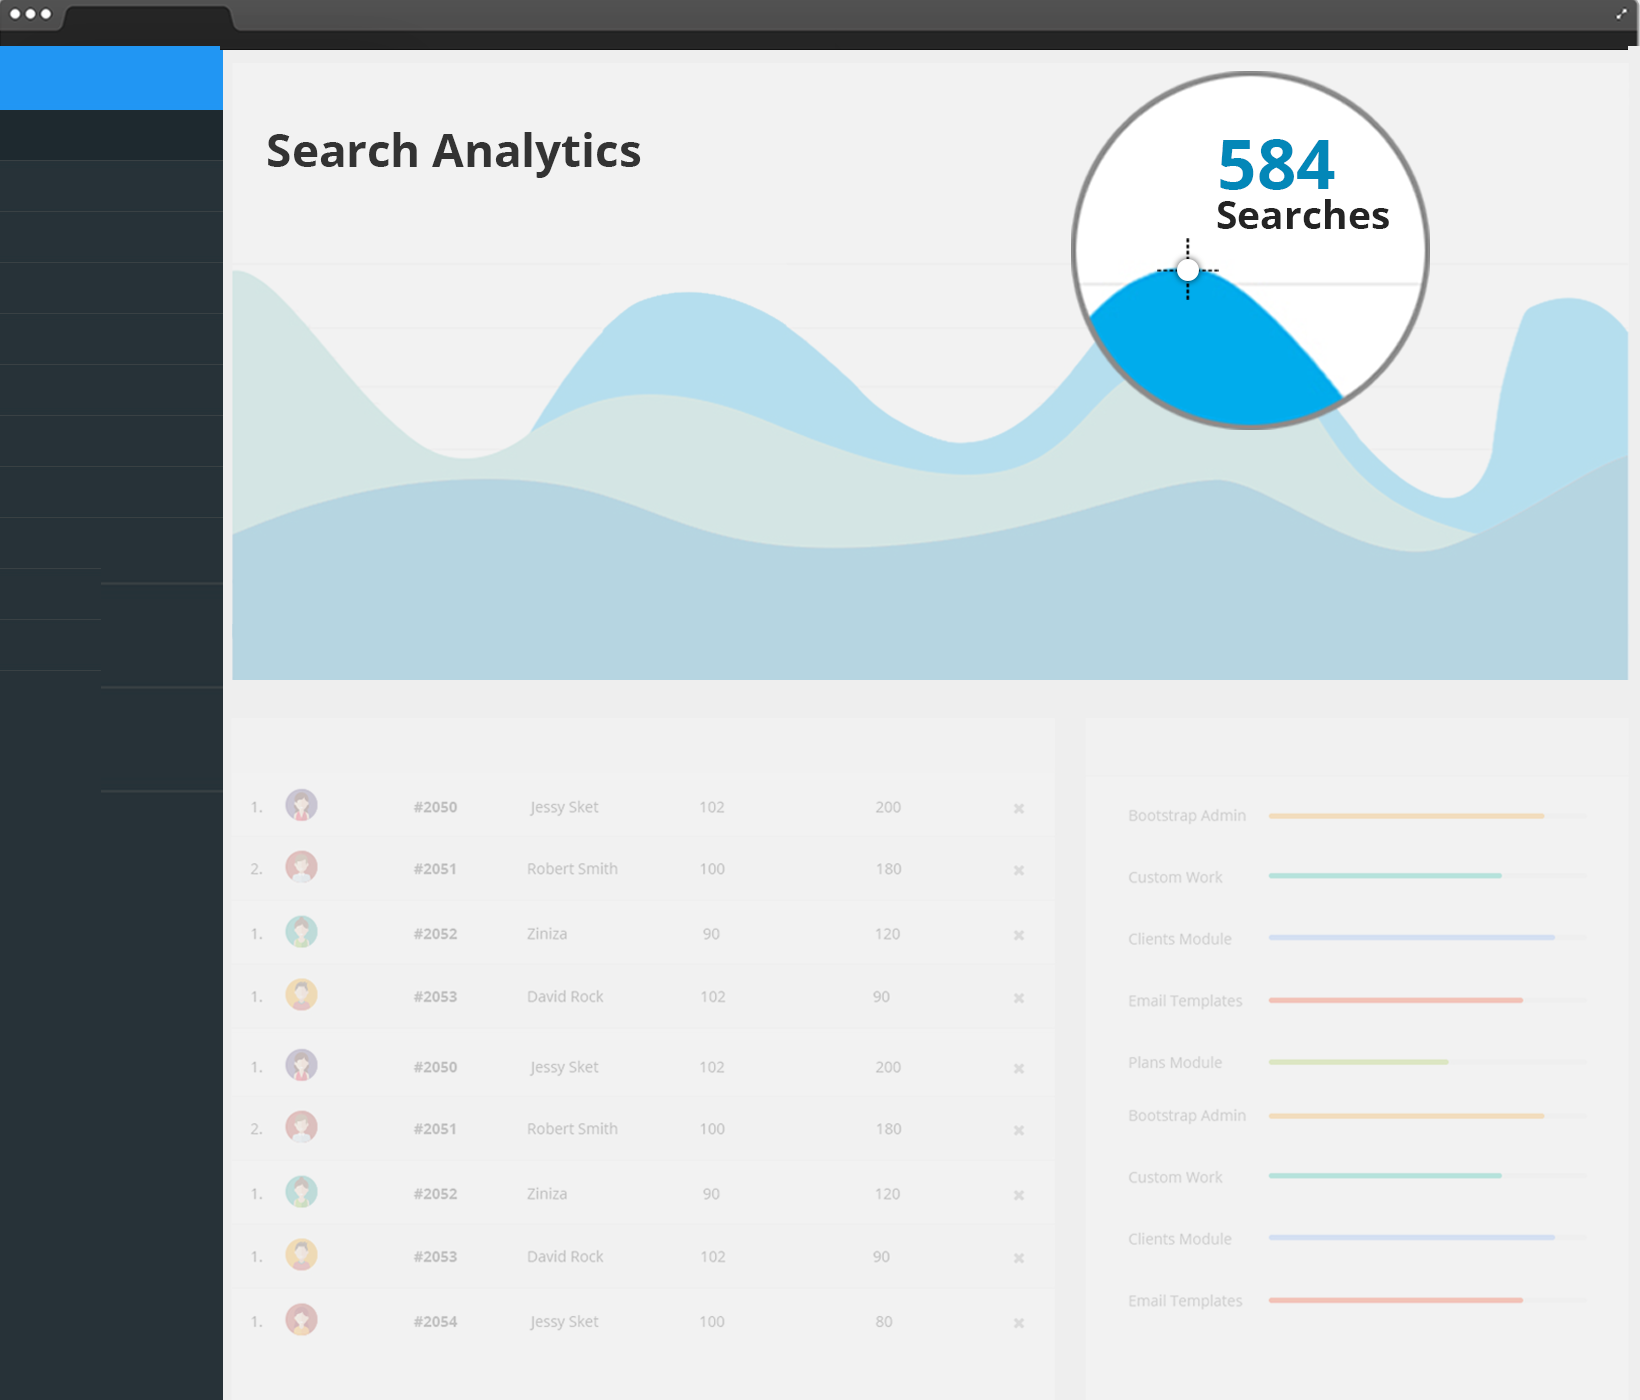 Search Analytics
584
Searches
1. #2050 Jessy Sket 102 200 ×
2. #2051 Robert Smith 100 180 ×
1. #2052 Ziniza 90 120 ×
1. #2053 David Rock 102 90 ×
1. #2050 Jessy Sket 102 200 ×
2. #2051 Robert Smith 100 180 ×
1. #2052 Ziniza 90 120 ×
1. #2053 David Rock 102 90 ×
1. #2054 Jessy Sket 100 80 ×
Bootstrap Admin
Custom Work
Clients Module
Email Templates
Plans Module
Bootstrap Admin
Custom Work
Clients Module
Email Templates